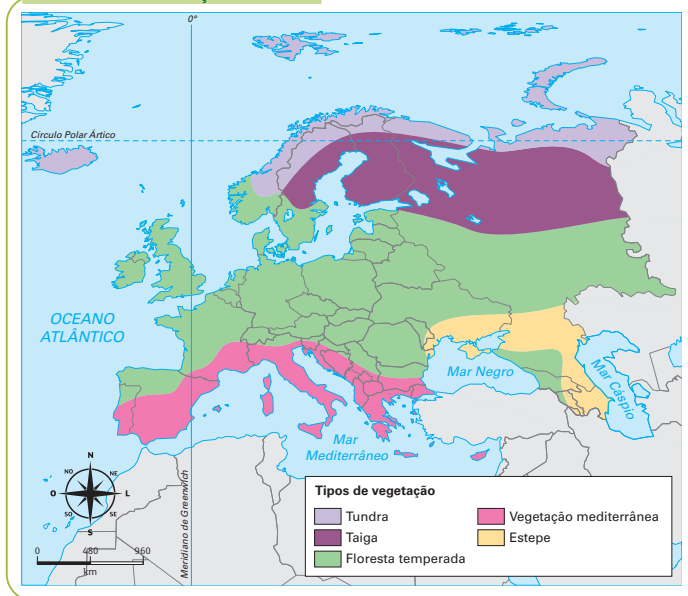 0°
Círculo Polar Ártico
OCEANO
ATLÂNTICO
Mar Negro
Mar Cáspio
Mar
Mediterrâneo
Meridiano de Greenwich
N
NO
NE
O
L
SO
SE
S
0
480
960
km
Tipos de vegetação
Tundra
Taiga
Floresta temperada
Vegetação mediterrânea
Estepe